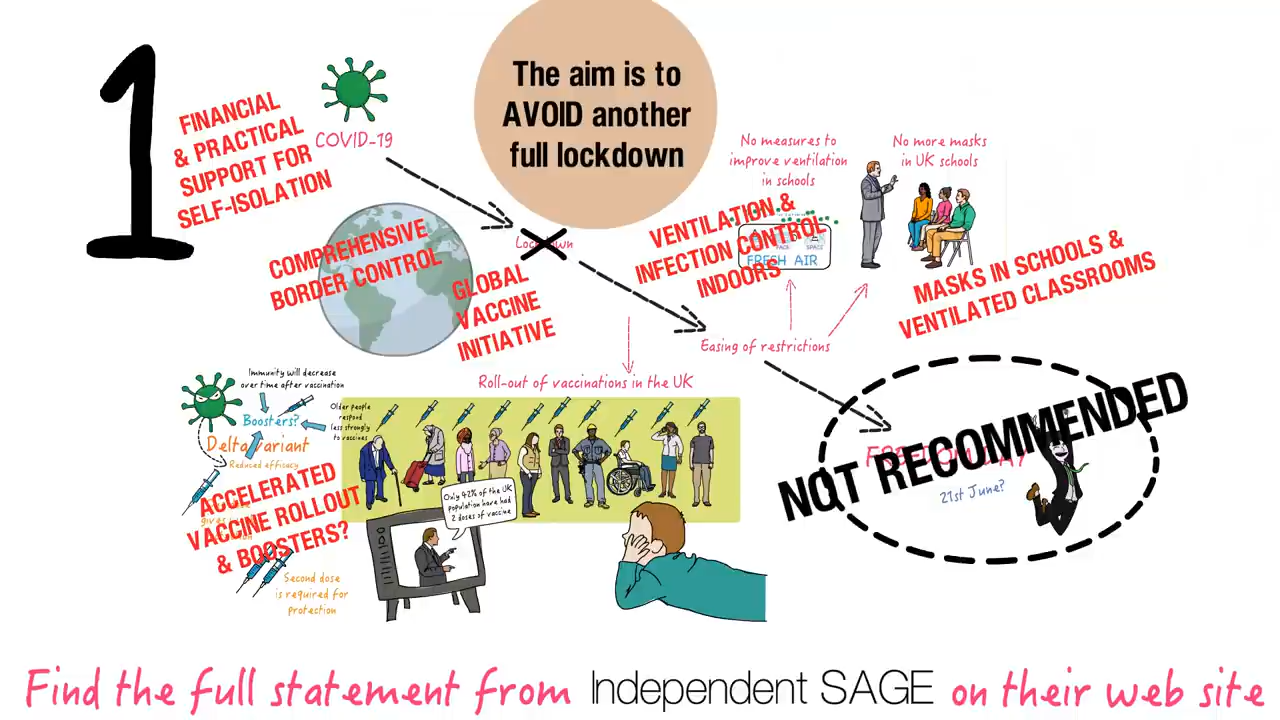 1
The aim is to
AVOID another
full lockdown
FINANCIAL
& PRACTICAL
SUPPORT FOR
SELF-ISOLATION
COVID-19
No measures to
improve ventilation
in schools
No more masks
in UK schools
COMPREHENSIVE
BORDER CONTROL
GLOBAL
VACCINE
INITIATIVE
Lockdown
VENTILATION &
INFECTION CONTROL
INDOORS
FACE
SPACE
FRESH AIR
MASKS IN SCHOOLS &
VENTILATED CLASSROOMS
Easing of restrictions
Immunity will decrease
over time after vaccination
Boosters?
Older people
respond
less strongly
to vaccines
Delta variant
Reduced efficacy
ACCELERATED
VACCINE ROLLOUT
& BOOSTERS?
Second dose
is required for
protection
Roll-out of vaccinations in the UK
Only 42% of the UK
population have had
2 doses of vaccine
NOT RECOMMENDED
21st June?
Find the full statement from Independent SAGE on their web site